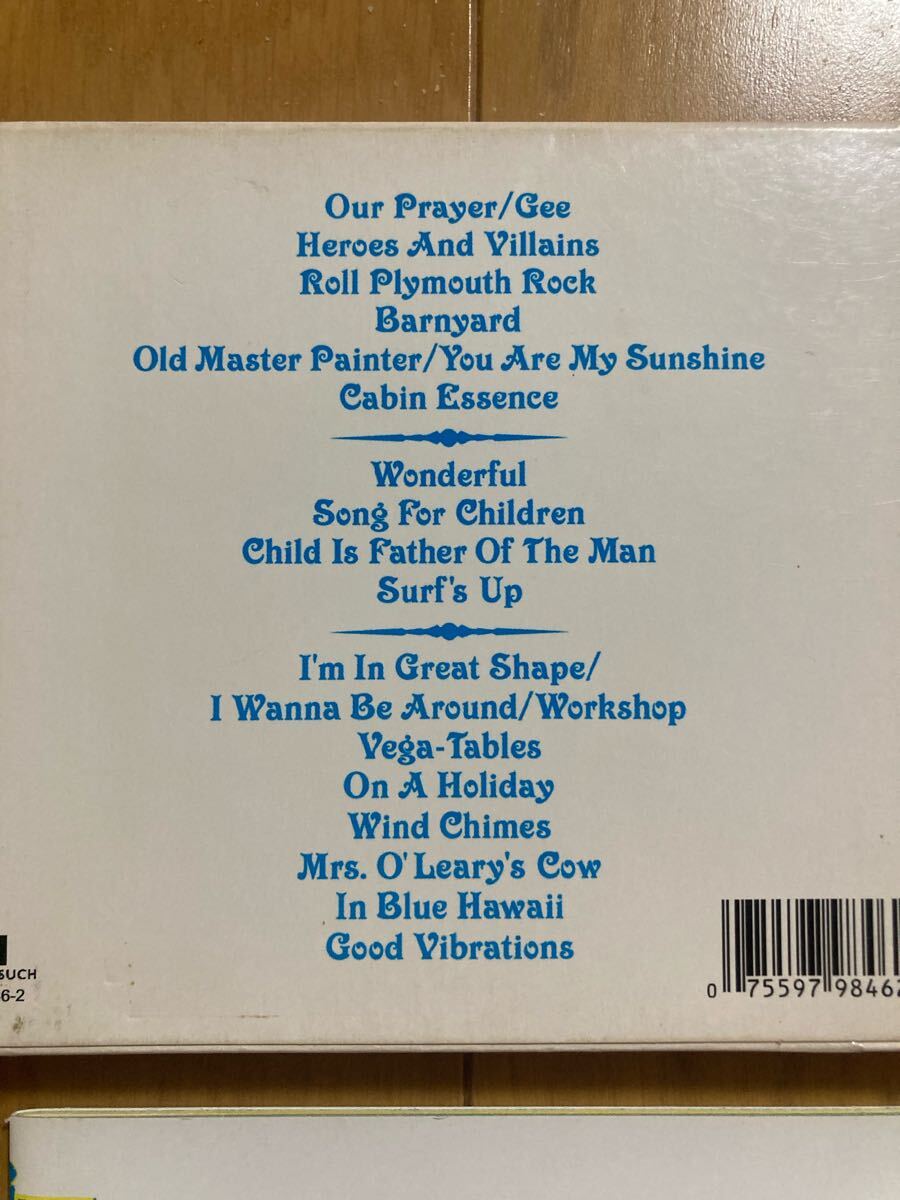 Our Prayer/Gee
Heroes And Villains
Roll Plymouth Rock
Barnyard
Old Master Painter/You Are My Sunshine
Cabin Essence
Wonderful
Song For Children
Child Is Father Of The Man
Surf's Up
I'm In Great Shape/
I Wanna Be Around/Workshop
Vega-Tables
On A Holiday
Wind Chimes
Mrs. O'Leary's Cow
In Blue Hawaii
Good Vibrations
SUCH
6-2
0 75597 98462